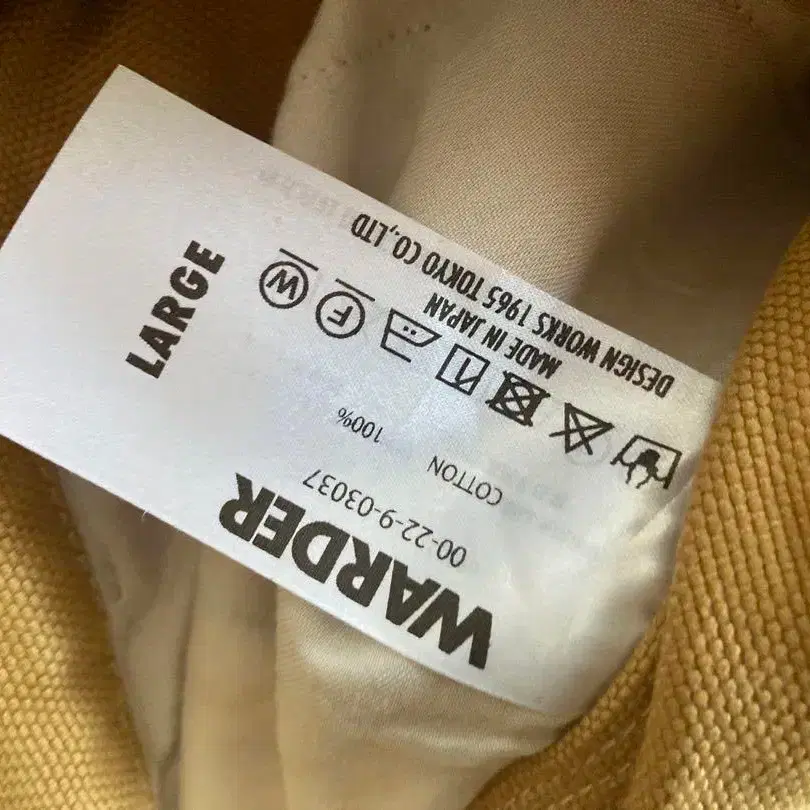 WARDER
00-22-9-03037
COTTON 100%
F W
MADE IN JAPAN
DESIGN WORKS 1965 TOKYO CO.,LTD
LARGE